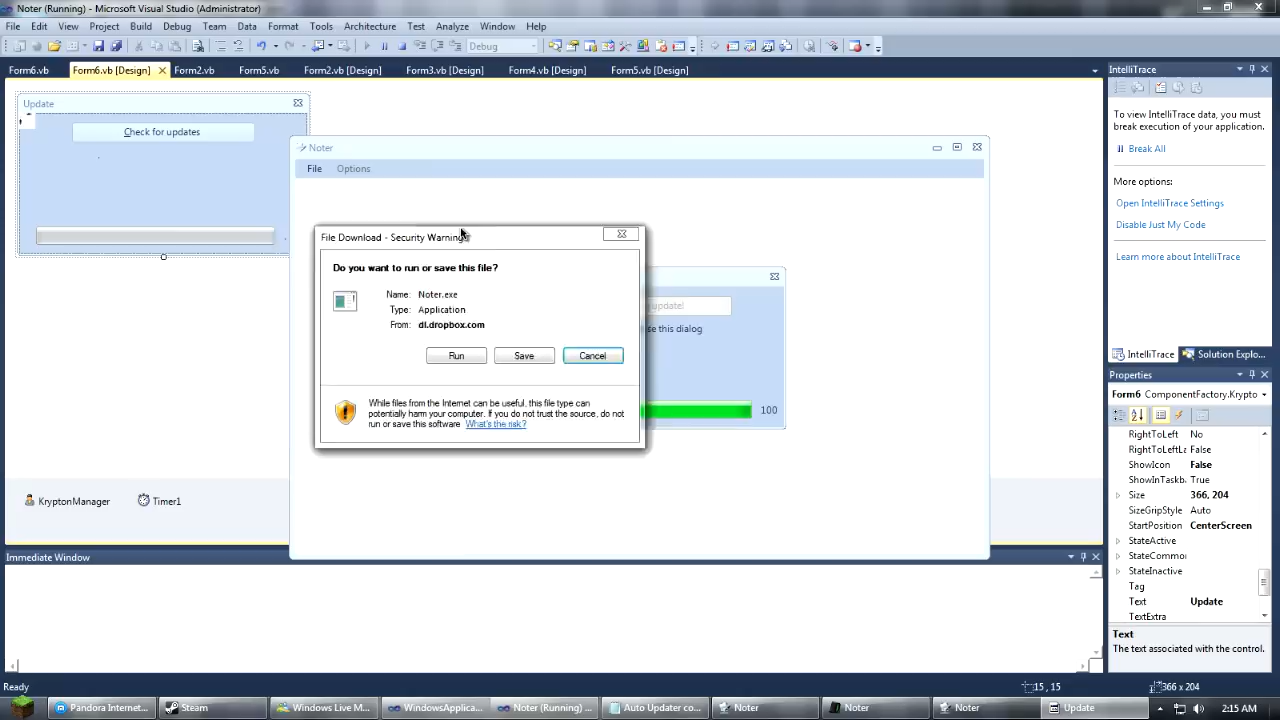 Noter (Running) - Microsoft Visual Studio (Administrator)
File Edit View Project Build Debug Team Data Format Tools Architecture Test Analyze Window Help
Debug
Form6.vb Form6.vb [Design] Form2.vb Form5.vb Form2.vb [Design] Form3.vb [Design] Form4.vb [Design] Form5.vb [Design]
Update
Check for updates
Noter
File Options
File Download - Security Warning
Do you want to run or save this file?
Name: Noter.exe
Type: Application
From: dl.dropbox.com
Run Save Cancel
While files from the Internet can be useful, this file type can
potentially harm your computer. If you do not trust the source, do not
run or save this software. What's the risk?
update!
se this dialog
100
KryptonManager Timer1
Immediate Window
IntelliTrace
To view IntelliTrace data, you must
break execution of your application.
Break All
More options:
Open IntelliTrace Settings
Disable Just My Code
Learn more about IntelliTrace
IntelliTrace Solution Explo...
Properties
Form6 ComponentFactory.Krypto
RightToLeft No
RightToLeftLa False
ShowIcon False
ShowInTaskb True
Size 366, 204
SizeGripStyle Auto
StartPosition CenterScreen
StateActive
StateCommo
StateInactive
Tag
Text Update
TextExtra
Text
The text associated with the control.
Ready 15 , 15 366 x 204
Pandora Internet... Steam Windows Live M... WindowsApplica... Noter (Running) ... Auto Updater co... Noter Noter Noter Update 2:15 AM